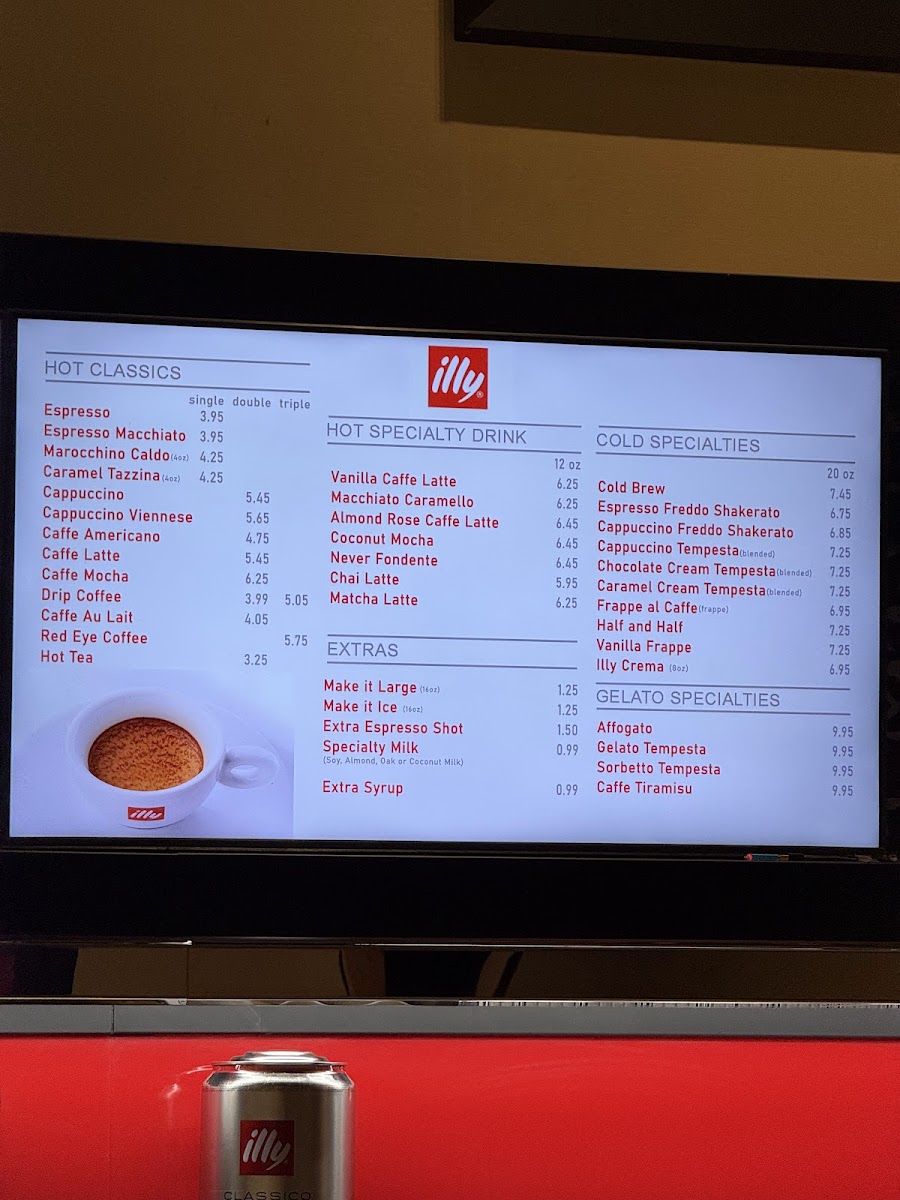 HOT CLASSICS
single double triple
Espresso 3.95
Espresso Macchiato 3.95
Marocchino Caldo (4oz) 4.25
Caramel Tazzina (4oz) 4.25
Cappuccino 5.45
Cappuccino Viennese 5.65
Caffe Americano 4.75
Caffe Latte 5.45
Caffe Mocha 6.25
Drip Coffee 3.99 5.05
Caffe Au Lait 4.05
Red Eye Coffee 5.75
Hot Tea 3.25
illy
illy®
HOT SPECIALTY DRINK
12 oz
Vanilla Caffe Latte 6.25
Macchiato Caramello 6.25
Almond Rose Caffe Latte 6.45
Coconut Mocha 6.45
Never Fondente 6.45
Chai Latte 5.95
Matcha Latte 6.25
EXTRAS
Make it Large (16oz) 1.25
Make it Ice (16oz) 1.25
Extra Espresso Shot 1.50
Specialty Milk 0.99
(Soy, Almond, Oak or Coconut Milk)
Extra Syrup 0.99
COLD SPECIALTIES
20 oz
Cold Brew 7.45
Espresso Freddo Shakerato 6.75
Cappuccino Freddo Shakerato 6.85
Cappuccino Tempesta (blended) 7.25
Chocolate Cream Tempesta (blended) 7.25
Caramel Cream Tempesta (blended) 7.25
Frappe al Caffe (frappe) 6.95
Half and Half 7.25
Vanilla Frappe 7.25
Illy Crema (8oz) 6.95
GELATO SPECIALTIES
Affogato 9.95
Gelato Tempesta 9.95
Sorbetto Tempesta 9.95
Caffe Tiramisu 9.95
illy
CLASSICO